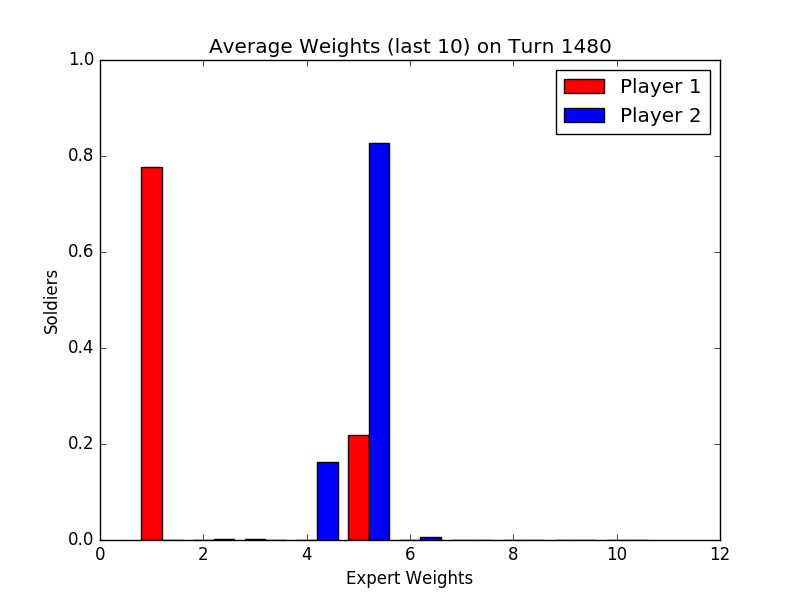 Average Weights (last 10) on Turn 1480
1.0
0.8
0.6
0.4
0.2
0.0
Soldiers
Player 1
Player 2
0 2 4 6 8 10 12
Expert Weights